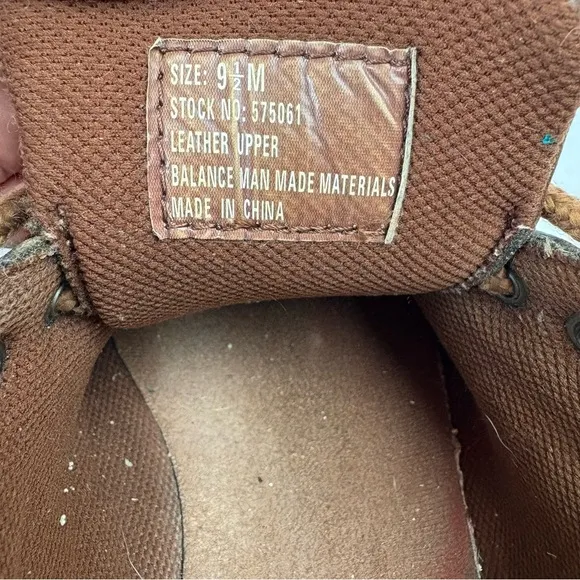 SIZE: 9½M
STOCK NO: 575061
LEATHER UPPER
BALANCE MAN MADE MATERIALS
MADE IN CHINA